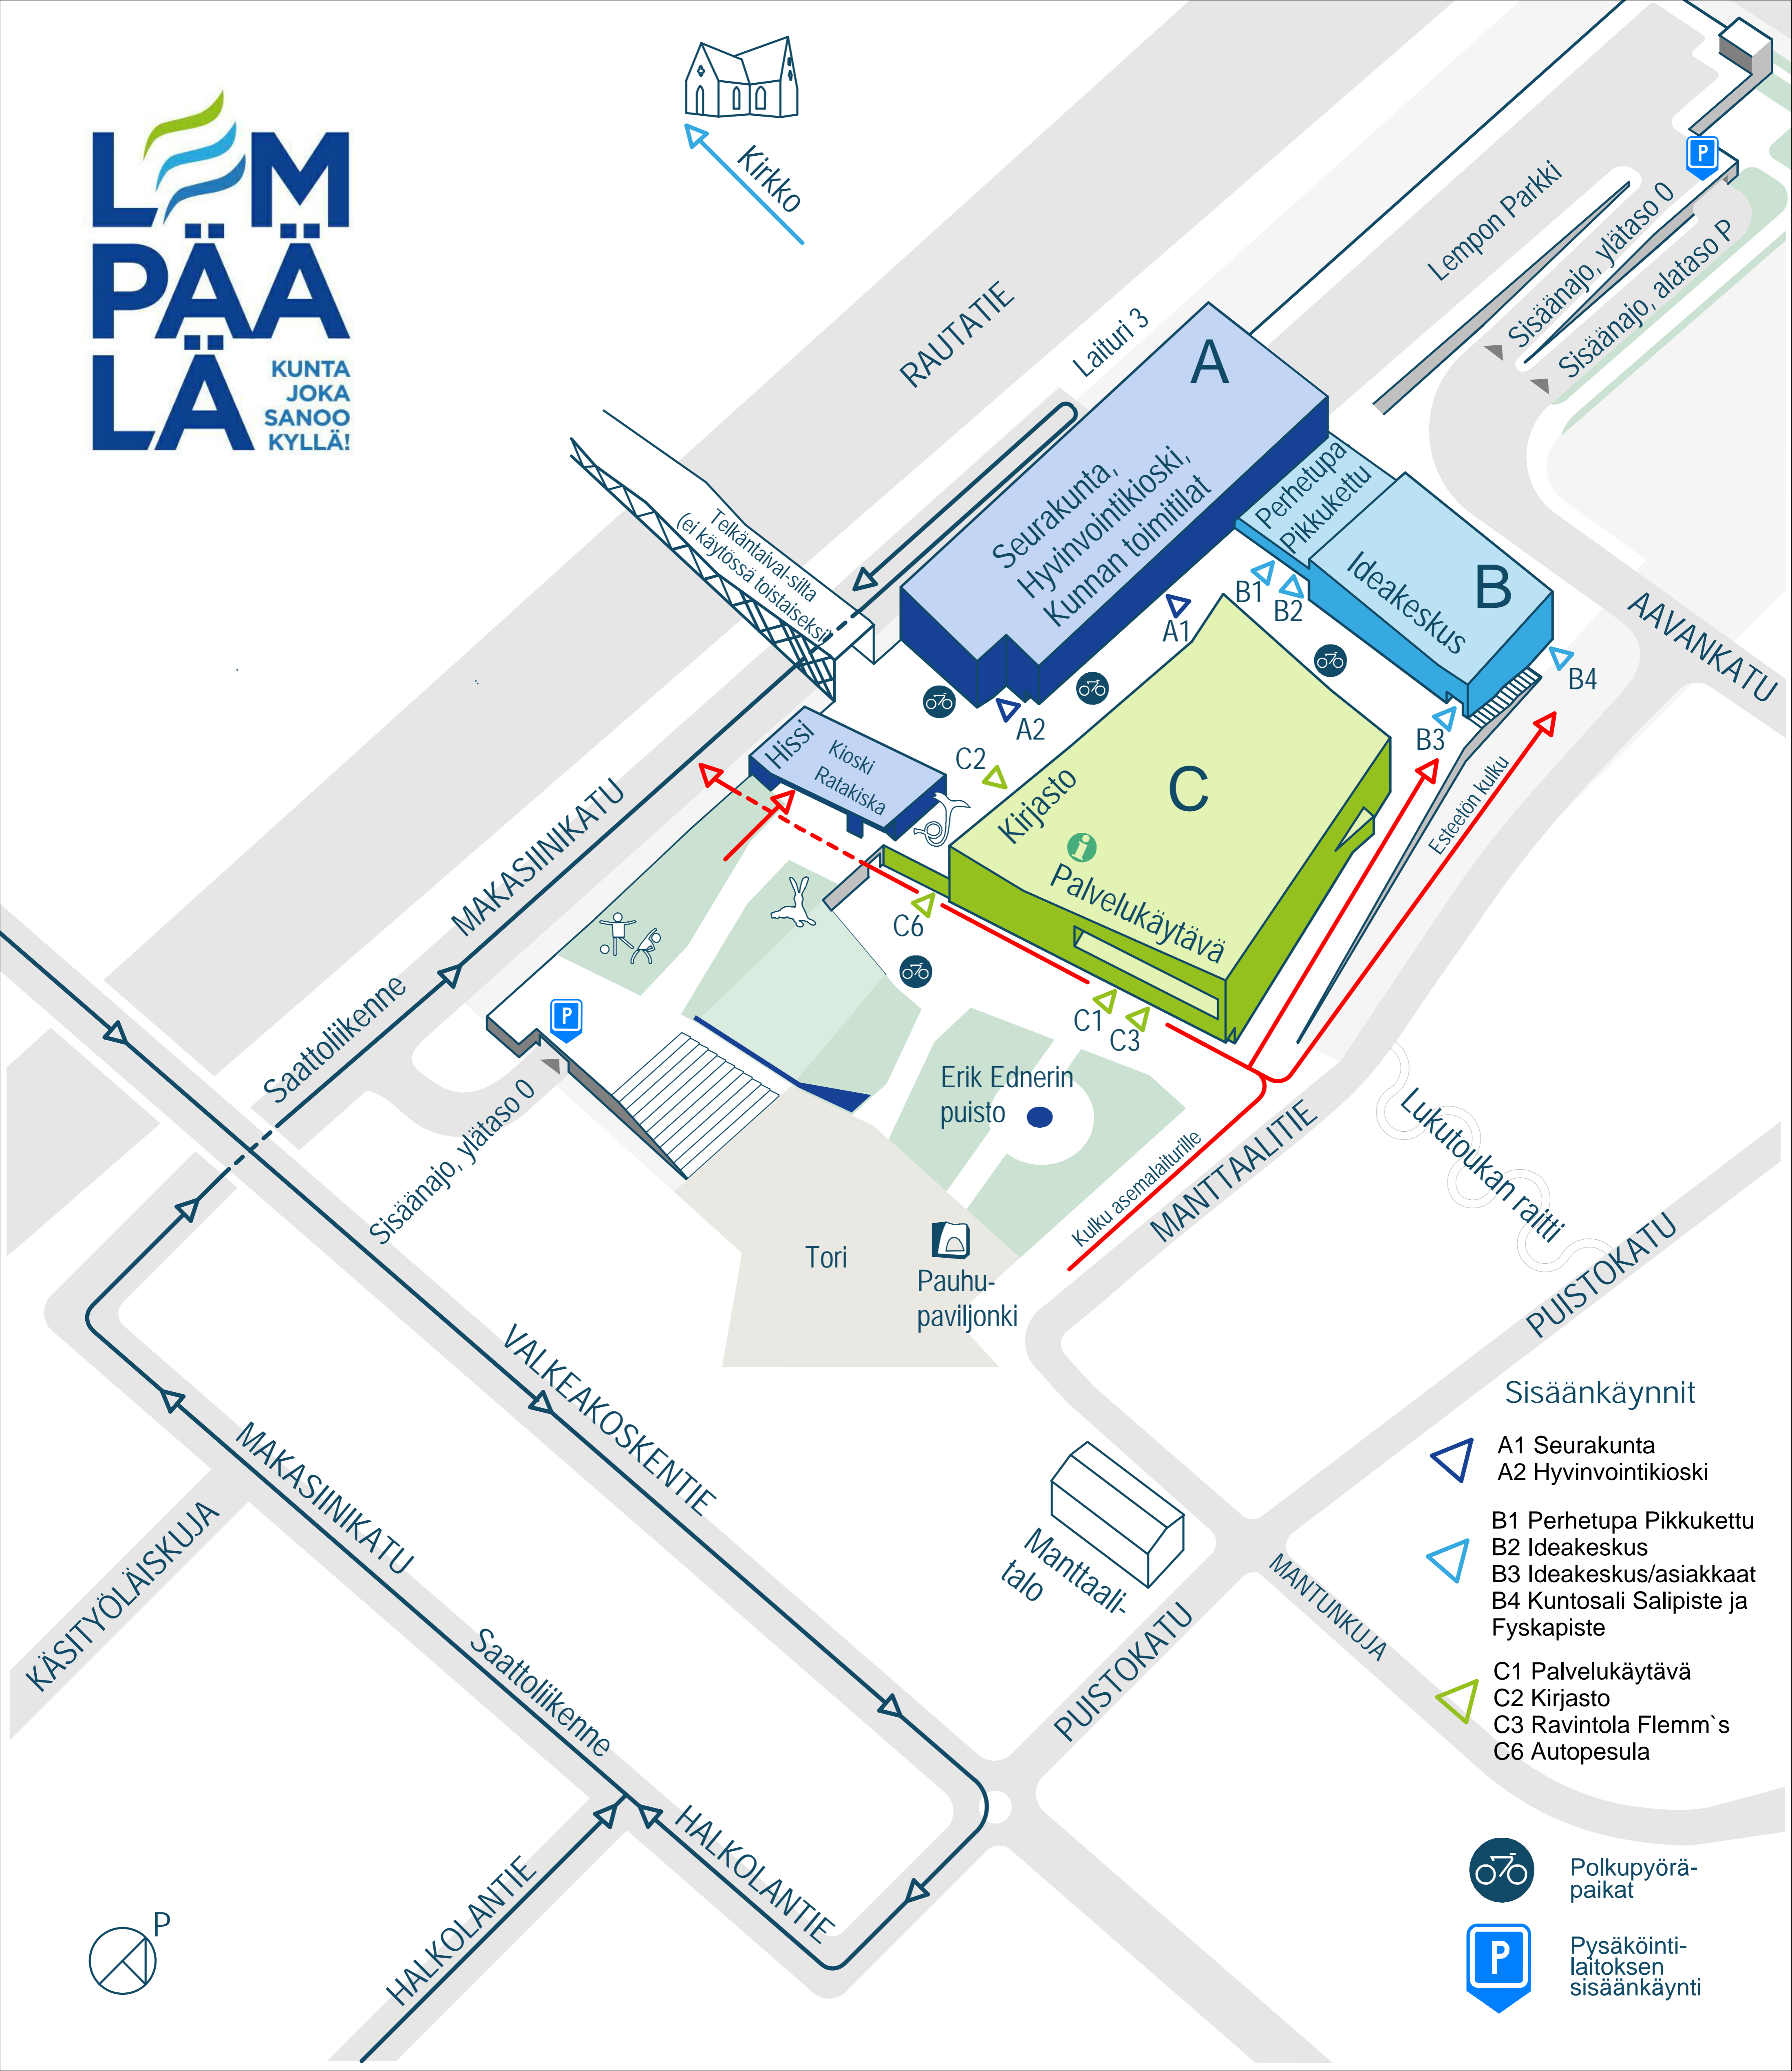 LEMPÄÄLÄ
KUNTA
JOKA
SANOO
KYLLÄ!
Kirkko
RAUTATIE
Laituri 3
Lempon Parkki
P
Sisäänajo, ylätaso 0
Sisäänajo, alataso P
A
Seurakunta,
Hyvinvointikioski,
Kunnan toimitilat
Perhetupa
Pikkukettu
Ideakeskus
B
Telkäntaival-silta
(ei käytössä toistaiseksi)
B1
B2
A1
B4
AAVANKATU
A2
B3
Hissi
Kioski
Ratakiska
C2
Kirjasto
C
i
Palvelukäytävä
Esteetön kulku
MAKASIINIKATU
Saattoliikenne
C6
C1
C3
P
Sisäänajo, ylätaso 0
Erik Ednerin
puisto
Kulku asemalaiturille
MANTTAALITIE
Lukutoukan raitti
PUISTOKATU
Tori
Pauhu-
paviljonki
VALKEAKOSKENTIE
MAKASIINIKATU
KÄSITYÖLÄISKUJA
Saattoliikenne
Manttaali-
talo
PUISTOKATU
MANTUNKUJA
HALKOLANTIE
HALKOLANTIE
P
Sisäänkäynnit
A1 Seurakunta
A2 Hyvinvointikioski
B1 Perhetupa Pikkukettu
B2 Ideakeskus
B3 Ideakeskus/asiakkaat
B4 Kuntosali Salipiste ja
Fyskapiste
C1 Palvelukäytävä
C2 Kirjasto
C3 Ravintola Flemm`s
C6 Autopesula
Polkupyörä-
paikat
P
Pysäköinti-
laitoksen
sisäänkäynti